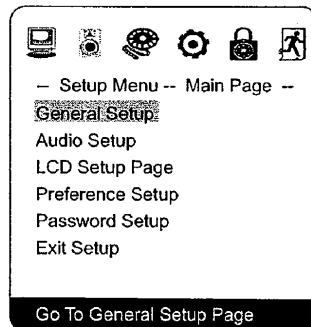 – Setup Menu -- Main Page --
General Setup
Audio Setup
LCD Setup Page
Preference Setup
Password Setup
Exit Setup
Go To General Setup Page